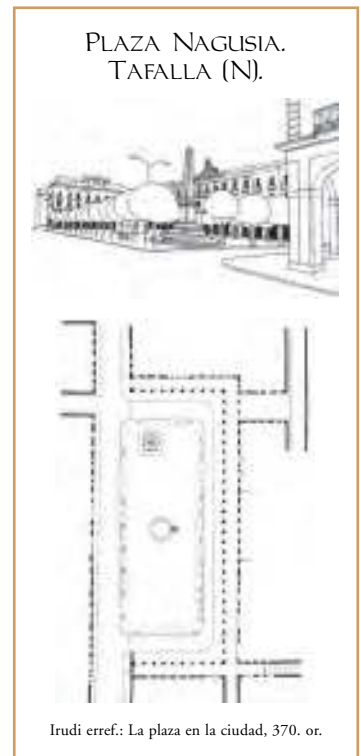 PLAZA NAGUSIA.
TAFALLA (N).
Irudi erref.: La plaza en la ciudad, 370. or.